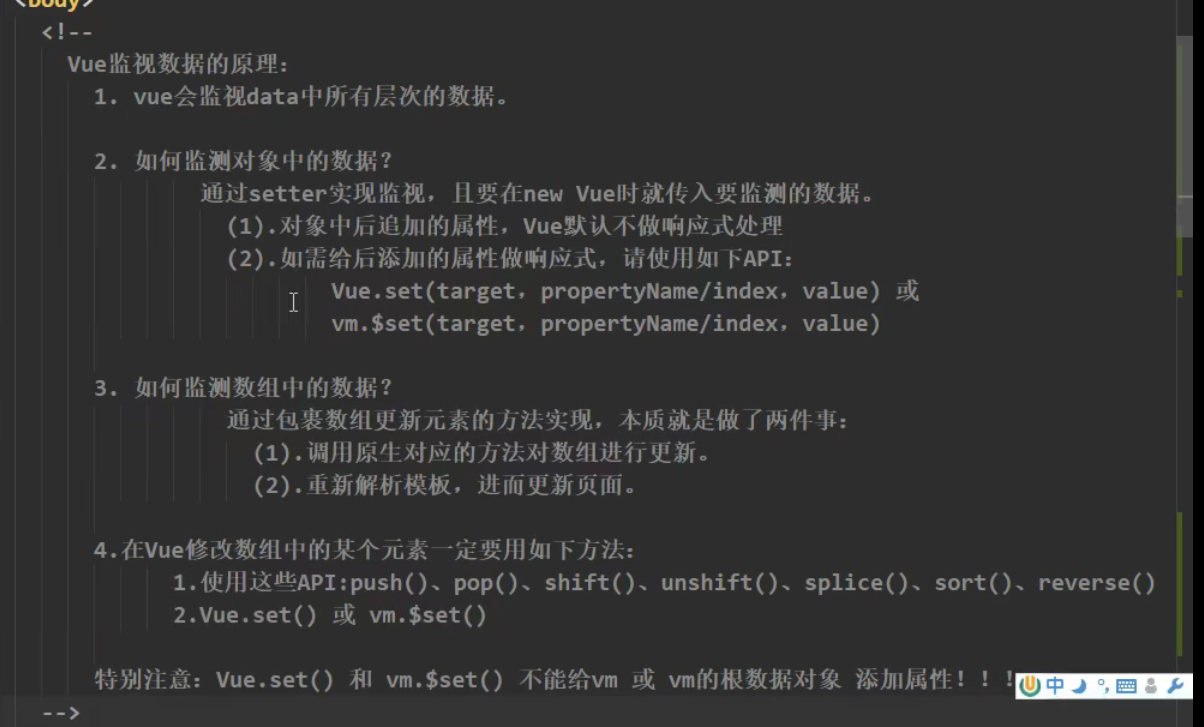 <body>
<!--
Vue监视数据的原理：
1. vue会监视data中所有层次的数据。
2. 如何监测对象中的数据？
通过setter实现监视，且要在new Vue时就传入要监测的数据。
(1).对象中后追加的属性，Vue默认不做响应式处理
(2).如需给后添加的属性做响应式，请使用如下API：
Vue.set(target，propertyName/index，value) 或
vm.$set(target，propertyName/index，value)
3. 如何监测数组中的数据？
通过包裹数组更新元素的方法实现，本质就是做了两件事：
(1).调用原生对应的方法对数组进行更新。
(2).重新解析模板，进而更新页面。
4.在Vue修改数组中的某个元素一定要用如下方法：
1.使用这些API:push()、pop()、shift()、unshift()、splice()、sort()、reverse()
2.Vue.set() 或 vm.$set()
特别注意：Vue.set() 和 vm.$set() 不能给vm 或 vm的根数据对象 添加属性！！！
中
-->